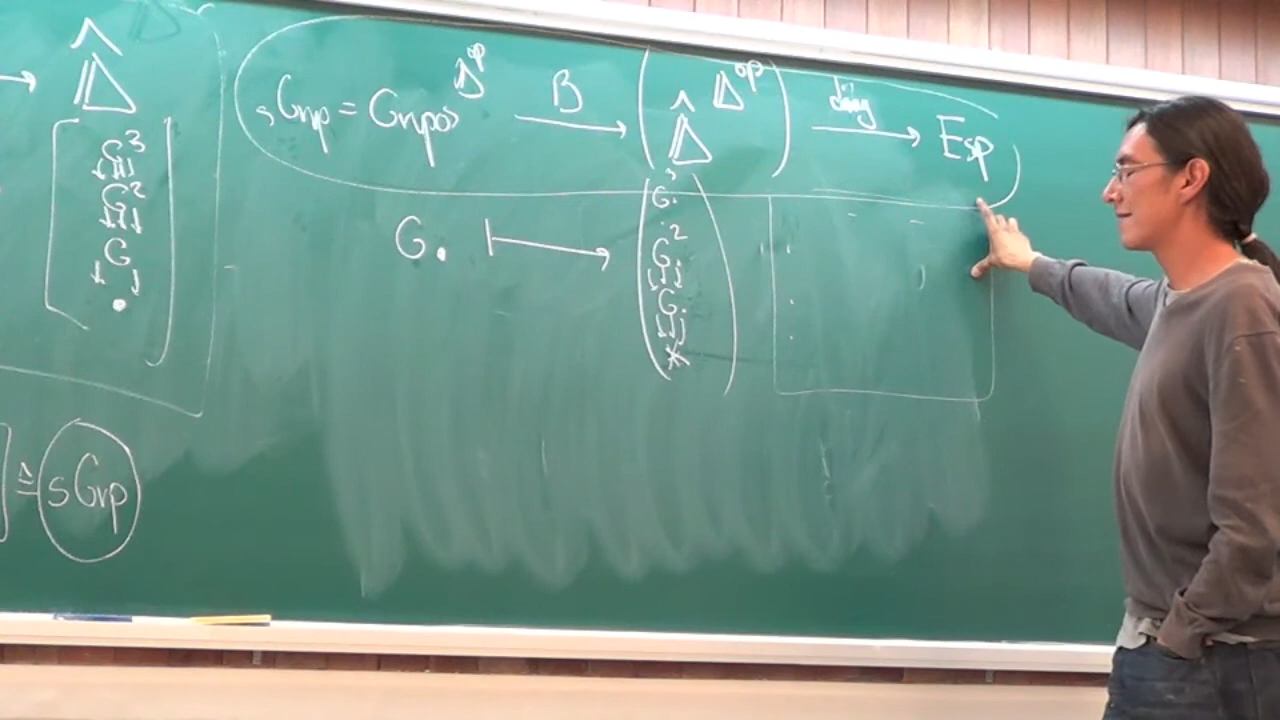 → Δ̂
G³
G²
G
•
sGrp = Grpos^Δ^op —B→ (Δ̂^Δ^op) —diag→ Esp
G. ⟼
G.³
G.²
G.
*
≅ sGrp